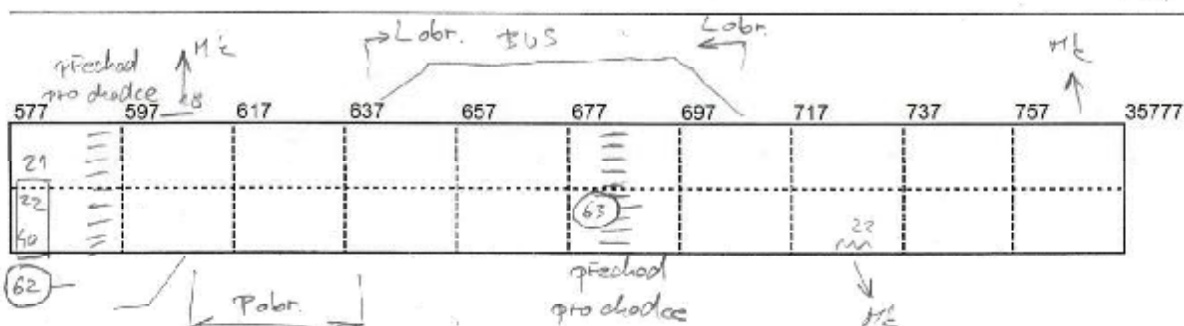 Lobr. BUS Lobr.
přechod
pro chodce
MK
MK
577 597 617 637 657 677 697 717 737 757 35777
21
22
40
63
22
62
Pobr.
přechod
pro chodce
MK